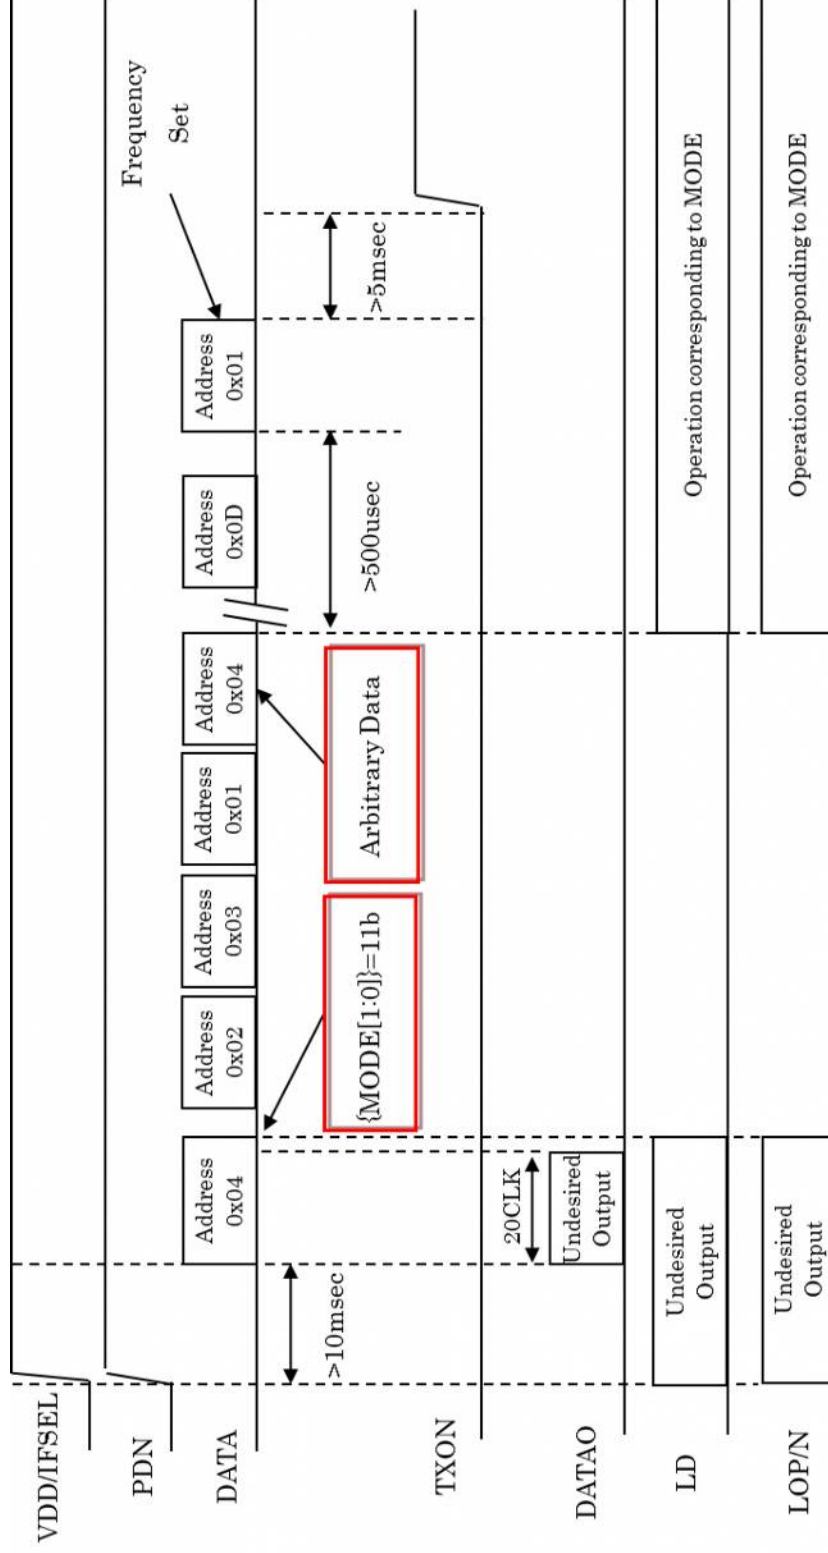 VDD/IFSEL
PDN
DATA
TXON
DATAO
LD
LOP/N
>10msec
Address
0x04
Address
0x02
Address
0x03
Address
0x01
Address
0x04
Address
0x0D
Address
0x01
Frequency
Set
{MODE[1:0]}=11b
Arbitrary Data
>500usec
>5msec
20CLK
Undesired
Output
Undesired
Output
Operation corresponding to MODE
Undesired
Output
Operation corresponding to MODE